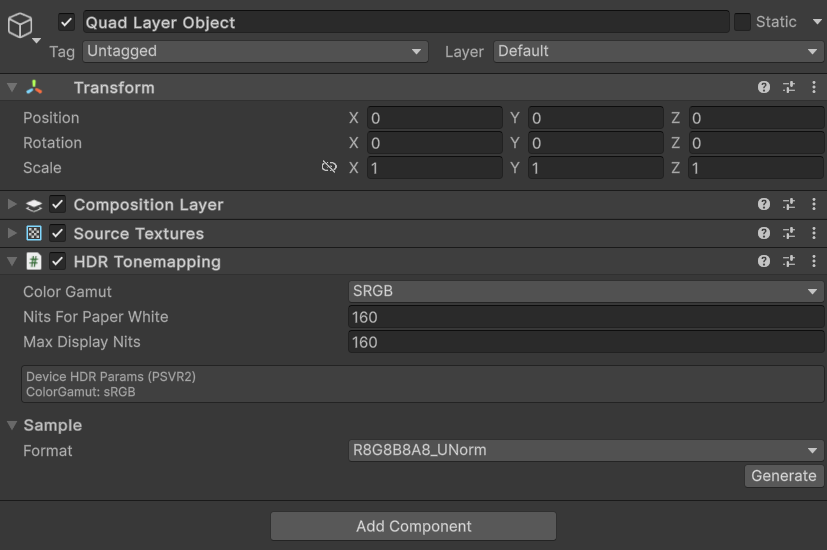 Quad Layer Object Static
Tag Untagged Layer Default
Transform
Position X 0 Y 0 Z 0
Rotation X 0 Y 0 Z 0
Scale X 1 Y 1 Z 1
Composition Layer
Source Textures
# HDR Tonemapping
Color Gamut SRGB
Nits For Paper White 160
Max Display Nits 160
Device HDR Params (PSVR2)
ColorGamut: sRGB
Sample
Format R8G8B8A8_UNorm
Generate
Add Component